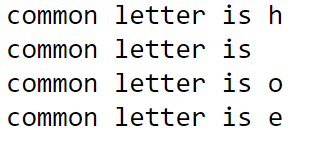 common letter is h
common letter is
common letter is o
common letter is e